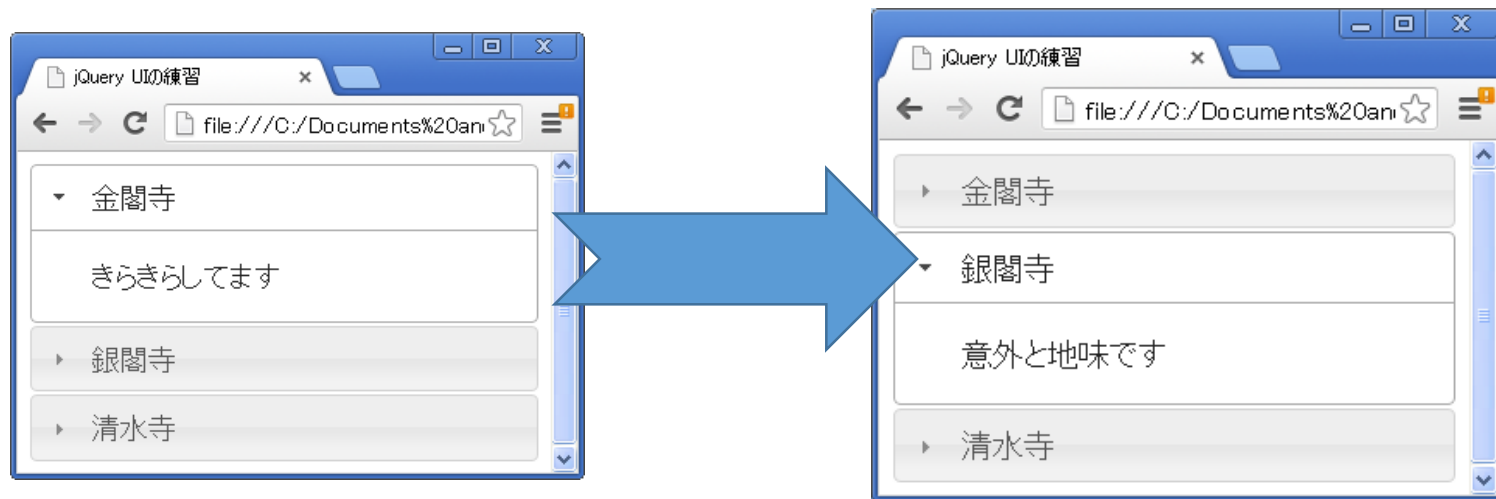 jQuery UIの練習
file:///C:/Documents%20an
金閣寺
きらきらしてます
銀閣寺
清水寺
jQuery UIの練習
file:///C:/Documents%20an
金閣寺
銀閣寺
意外と地味です
清水寺